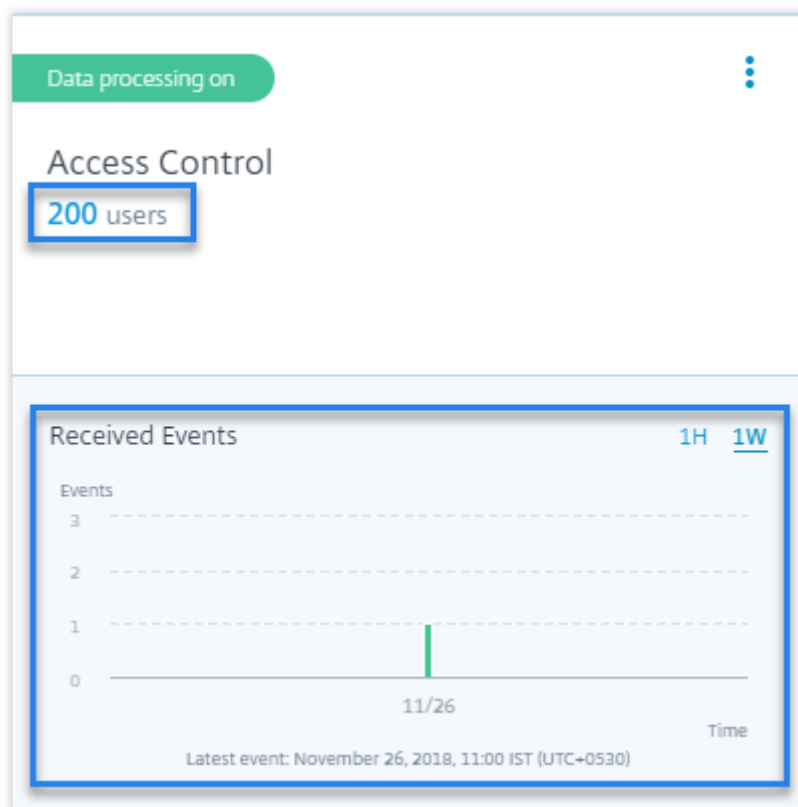 Data processing on
Access Control
200 users
Received Events
1H 1W
Events
3
2
1
0
11/26
Time
Latest event: November 26, 2018, 11:00 IST (UTC+0530)